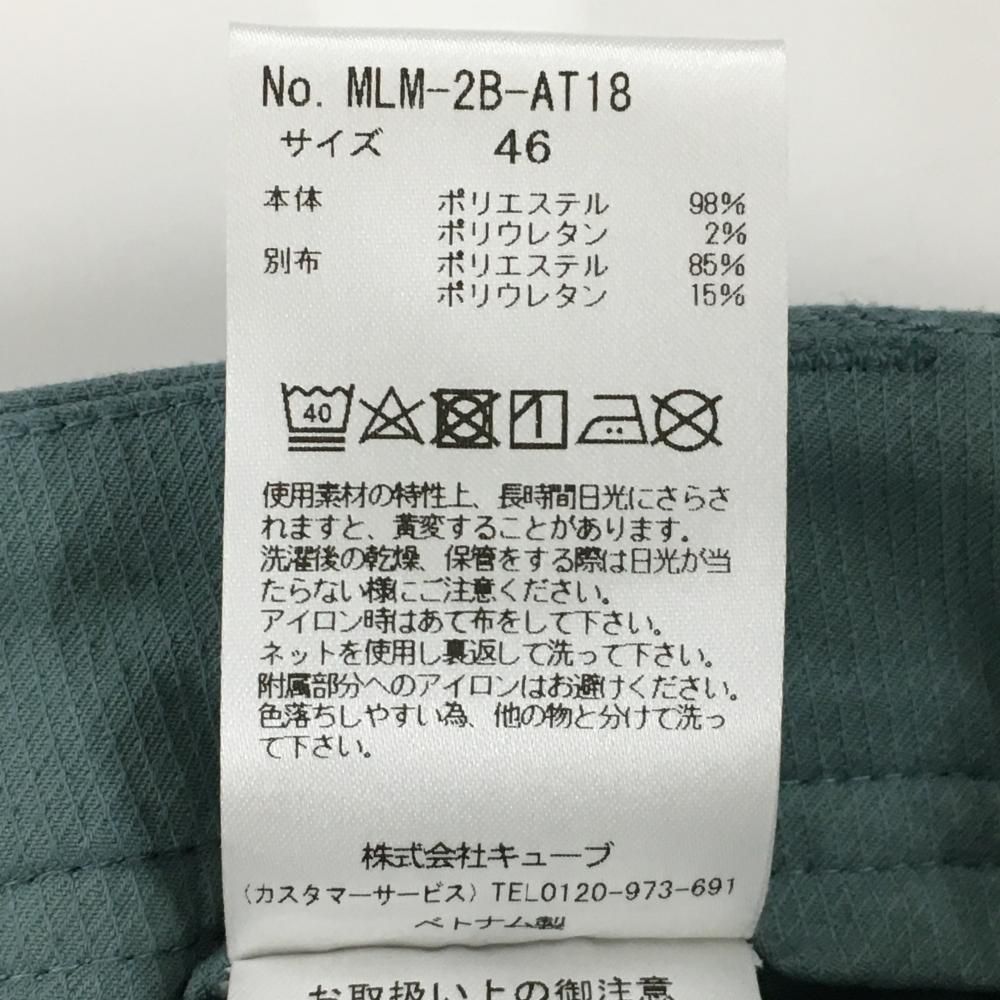 No. MLM-2B-AT18
サイズ 46
本体 ポリエステル 98%
ポリウレタン 2%
別布 ポリエステル 85%
ポリウレタン 15%
40
使用素材の特性上、長時間日光にさらさ
れますと、黄変することがあります。
洗濯後の乾燥、保管をする際は日光が当
たらない様にご注意ください。
アイロン時はあて布をして下さい。
ネットを使用し裏返して洗って下さい。
附属部分へのアイロンはお避けください。
色落ちしやすい為、他の物と分けて洗っ
て下さい。
株式会社キューブ
(カスタマーサービス) TEL0120-973-691
ベトナム製
お取扱い上の御注意